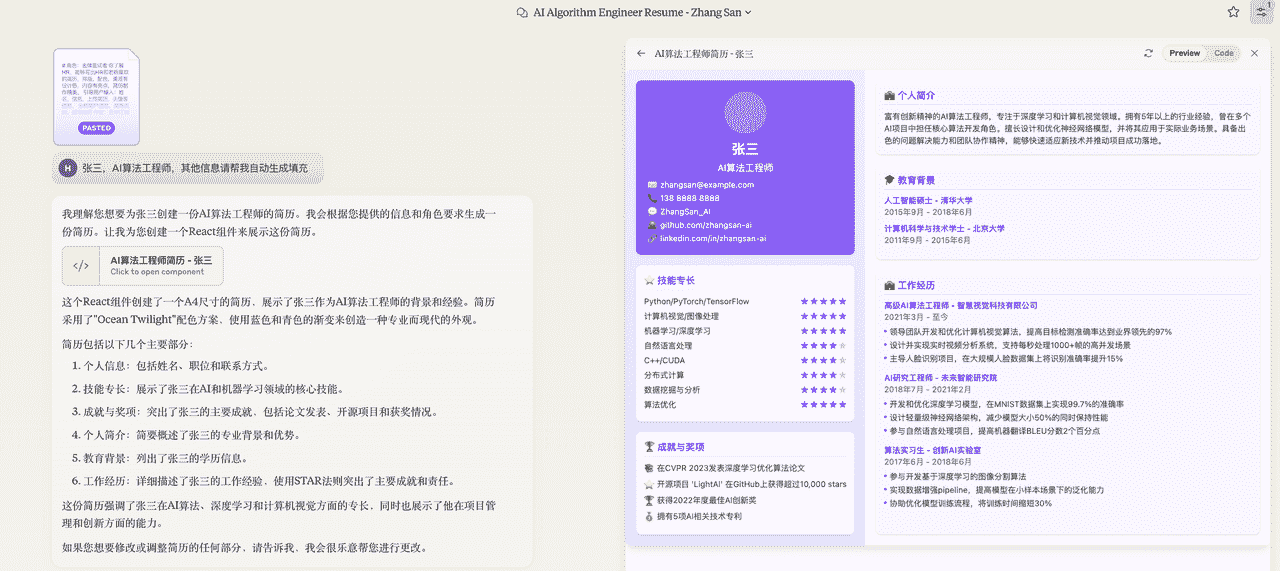 AI Algorithm Engineer Resume - Zhang San
PASTED
H 张三，AI算法工程师，其他信息请帮我自动生成填充
我理解您想要为张三创建一份AI算法工程师的简历。我会根据您提供的信息和角色要求生成一
份简历。让我为您创建一个React组件来展示这份简历。
</>
AI算法工程师简历 - 张三
Click to open component
这个React组件创建了一个A4尺寸的简历，展示了张三作为AI算法工程师的背景和经验。简历
采用了"Ocean Twilight"配色方案，使用蓝色和青色的渐变来创造一种专业而现代的外观。
简历包括以下几个主要部分：
1. 个人信息：包括姓名、职位和联系方式。
2. 技能专长：展示了张三在AI和机器学习领域的核心技能。
3. 成就与奖项：突出了张三的主要成就，包括论文发表、开源项目和获奖情况。
4. 个人简介：简要概述了张三的专业背景和优势。
5. 教育背景：列出了张三的学历信息。
6. 工作经历：详细描述了张三的工作经验，使用STAR法则突出了主要成就和责任。
这份简历强调了张三在AI算法、深度学习和计算机视觉方面的专长，同时也展示了他在项目管
理和创新方面的能力。
如果您想要修改或调整简历的任何部分，请告诉我，我会很乐意帮您进行更改。
AI算法工程师简历 - 张三
Preview Code
张三
AI算法工程师
zhangsan@example.com
138 8888 8888
ZhangSan_AI
github.com/zhangsan-ai
linkedin.com/in/zhangsan-ai
技能专长
Python/PyTorch/TensorFlow ★★★★★
计算机视觉/图像处理 ★★★★★
机器学习/深度学习 ★★★★★
自然语言处理 ★★★★★
C++/CUDA ★★★★★
分布式计算 ★★★★★
数据挖掘与分析 ★★★★★
算法优化 ★★★★★
成就与奖项
在CVPR 2023发表深度学习优化算法论文
开源项目 'LightAI' 在GitHub上获得超过10,000 stars
获得2022年度最佳AI创新奖
拥有5项AI相关技术专利
个人简介
富有创新精神的AI算法工程师，专注于深度学习和计算机视觉领域。拥有5年以上的行业经验，曾在多个
AI项目中担任核心算法开发角色。擅长设计和优化神经网络模型，并将其应用于实际业务场景。具备出
色的问题解决能力和团队协作精神，能够快速适应新技术并推动项目成功落地。
教育背景
人工智能硕士 - 清华大学
2015年9月 - 2018年6月
计算机科学与技术学士 - 北京大学
2011年9月 - 2015年6月
工作经历
高级AI算法工程师 - 智慧视觉科技有限公司
2021年3月 - 至今
• 领导团队开发和优化计算机视觉算法，提高目标检测准确率达到业界领先的97%
• 设计并实现实时视频分析系统，支持每秒处理1000+帧的高并发场景
• 主导人脸识别项目，在大规模人脸数据集上将识别准确率提升15%
AI研究工程师 - 未来智能研究院
2018年7月 - 2021年2月
• 开发和优化深度学习模型，在MNIST数据集上实现99.7%的准确率
• 设计轻量级神经网络架构，减少模型大小50%的同时保持性能
• 参与自然语言处理项目，提高机器翻译BLEU分数2个百分点
算法实习生 - 创新AI实验室
2017年6月 - 2018年6月
• 参与开发基于深度学习的图像分割算法
• 实现数据增强pipeline，提高模型在小样本场景下的泛化能力
• 协助优化模型训练流程，将训练时间缩短30%